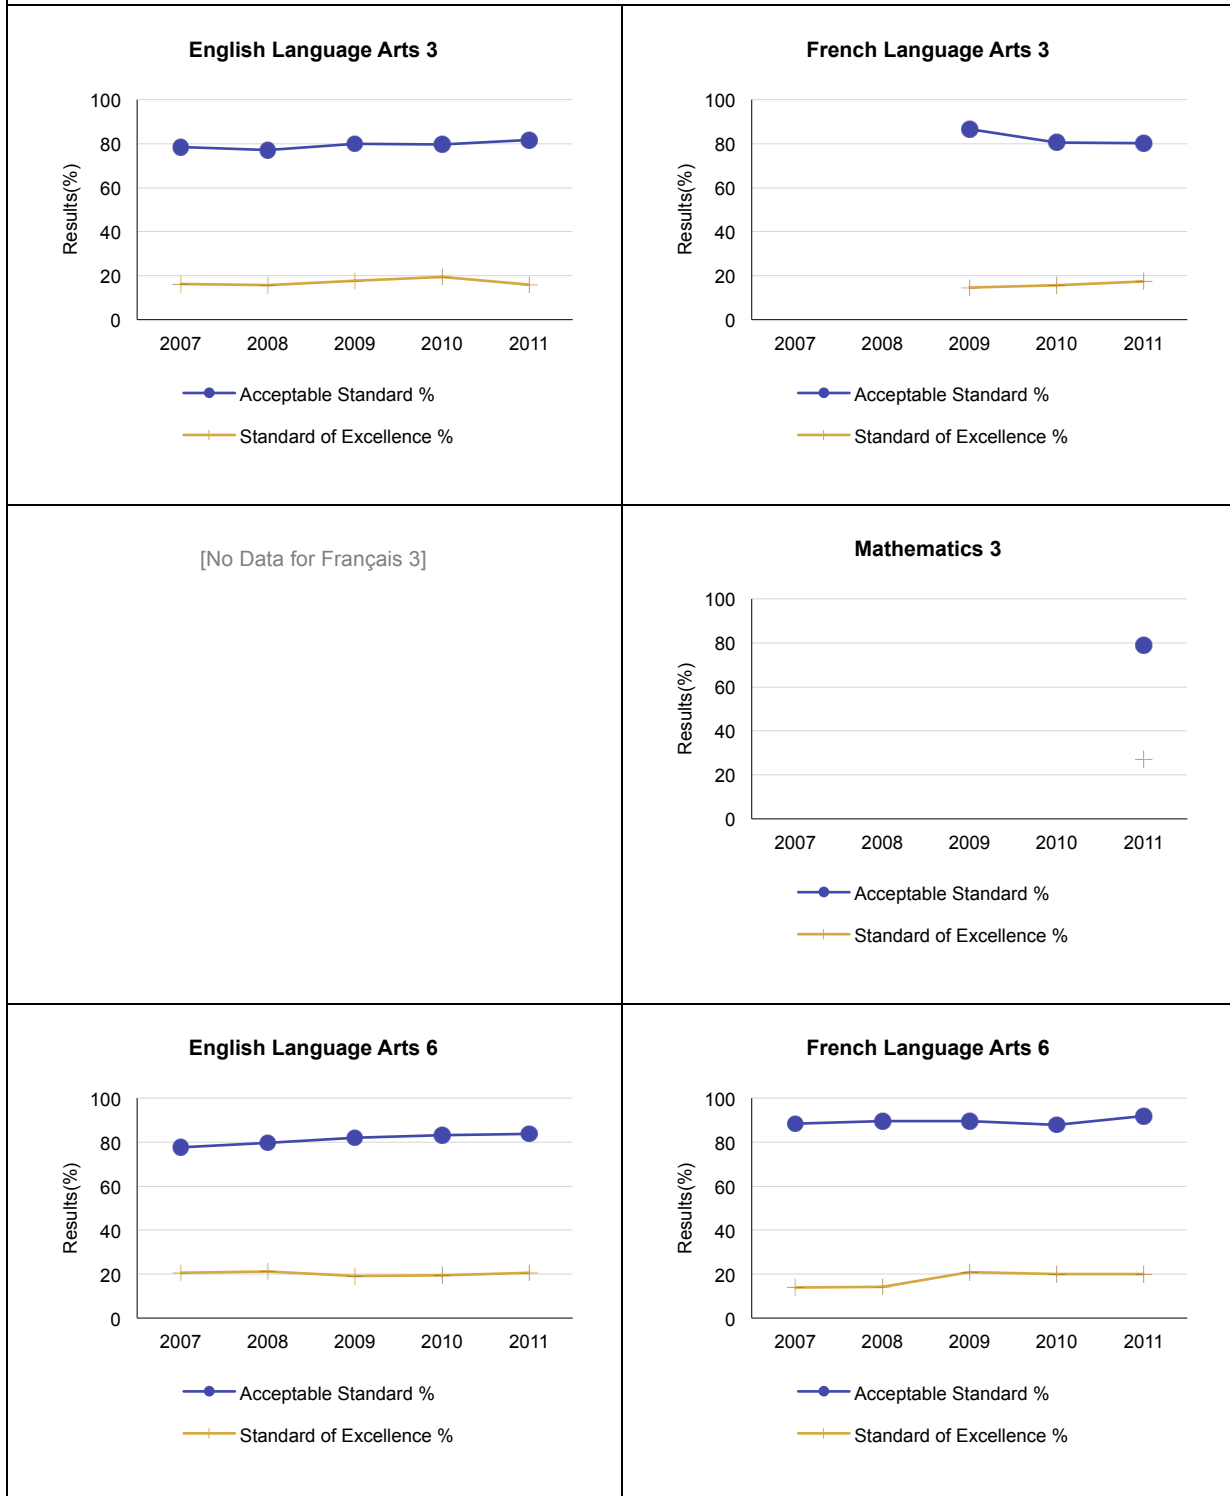 English Language Arts 3
100
80
60
40
20
0
Results(%)
2007 2008 2009 2010 2011
Acceptable Standard %
Standard of Excellence %
French Language Arts 3
100
80
60
40
20
0
Results(%)
2007 2008 2009 2010 2011
Acceptable Standard %
Standard of Excellence %
[No Data for Français 3]
Mathematics 3
100
80
60
40
20
0
Results(%)
2007 2008 2009 2010 2011
Acceptable Standard %
Standard of Excellence %
English Language Arts 6
100
80
60
40
20
0
Results(%)
2007 2008 2009 2010 2011
Acceptable Standard %
Standard of Excellence %
French Language Arts 6
100
80
60
40
20
0
Results(%)
2007 2008 2009 2010 2011
Acceptable Standard %
Standard of Excellence %